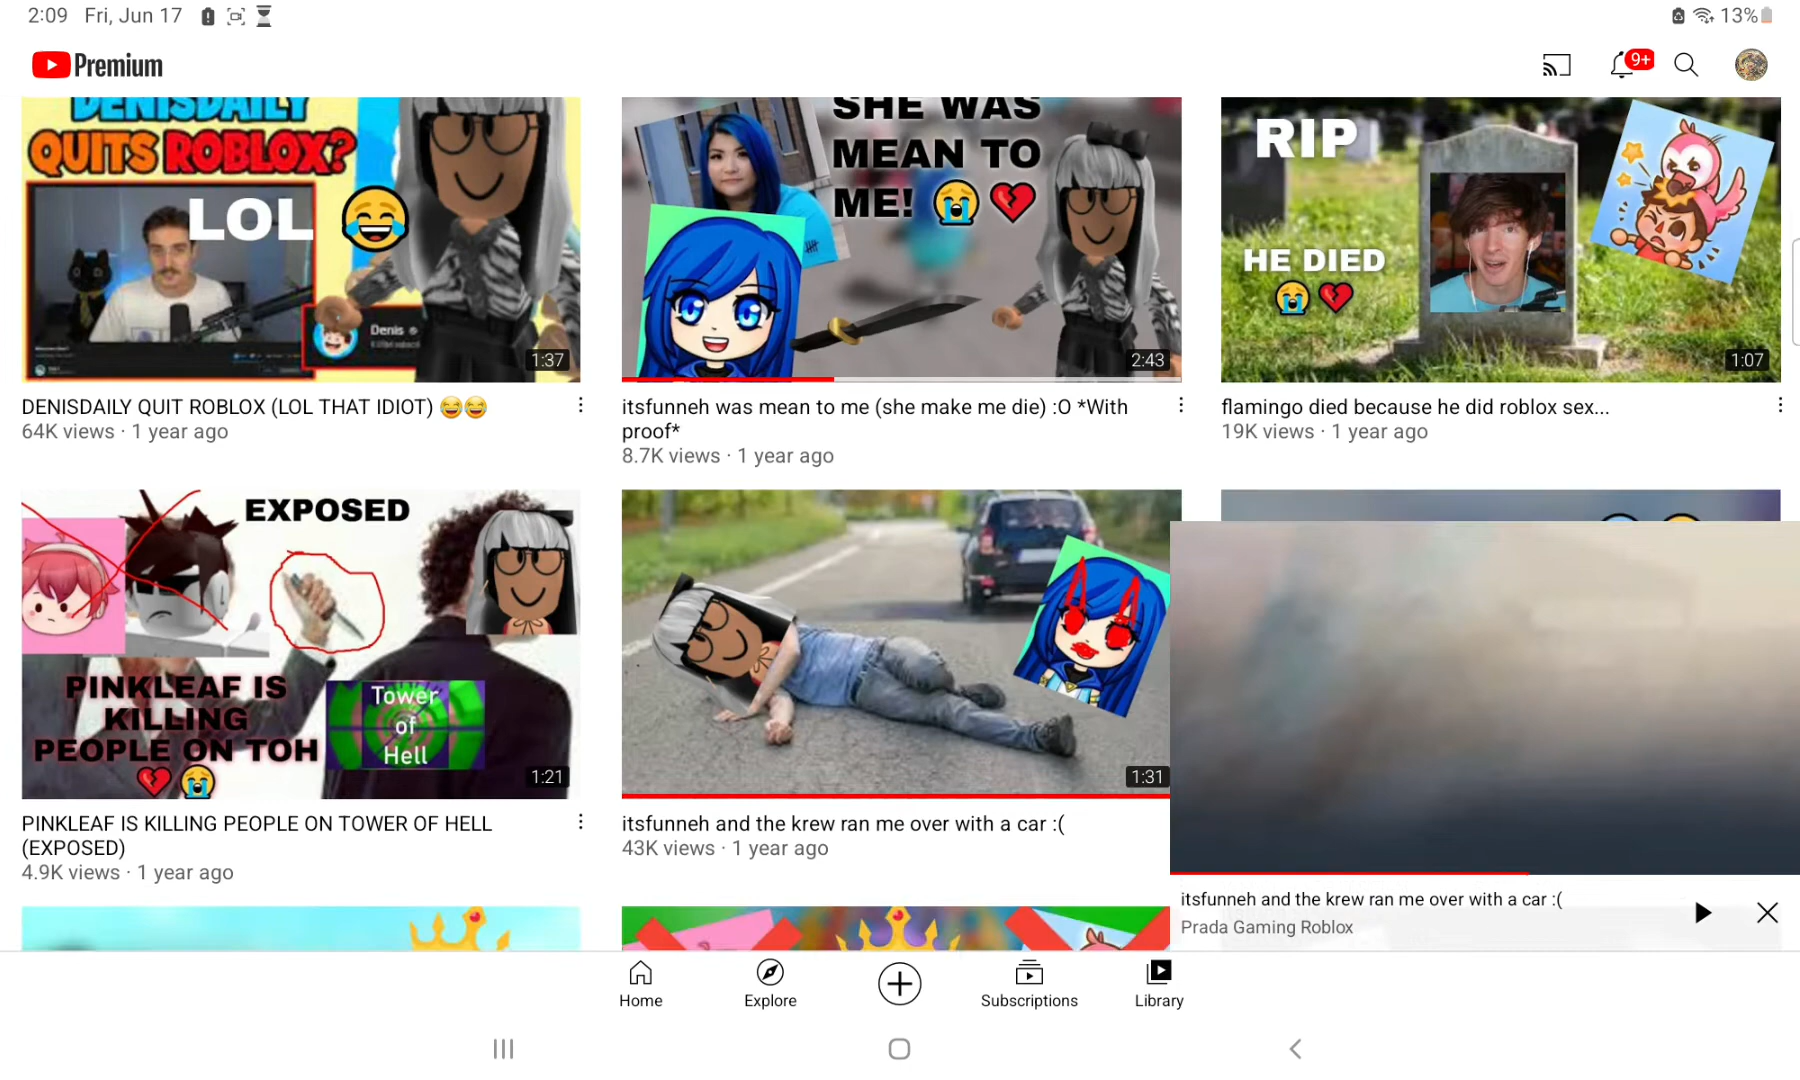 2:09 Fri, Jun 17
13%
Premium
9+
DENISDAILY
QUITS ROBLOX?
LOL
Denis
1:37
SHE WAS
MEAN TO
ME!
2:43
RIP
HE DIED
1:07
DENISDAILY QUIT ROBLOX (LOL THAT IDIOT) 😂😂
64K views · 1 year ago
itsfunneh was mean to me (she make me die) :O *With
proof*
8.7K views · 1 year ago
flamingo died because he did roblox sex...
19K views · 1 year ago
EXPOSED
PINKLEAF IS
KILLING
PEOPLE ON TOH
Tower
of
Hell
1:21
1:31
PINKLEAF IS KILLING PEOPLE ON TOWER OF HELL
(EXPOSED)
4.9K views · 1 year ago
itsfunneh and the krew ran me over with a car :(
43K views · 1 year ago
itsfunneh and the krew ran me over with a car :(
Prada Gaming Roblox
Home
Explore
Subscriptions
Library